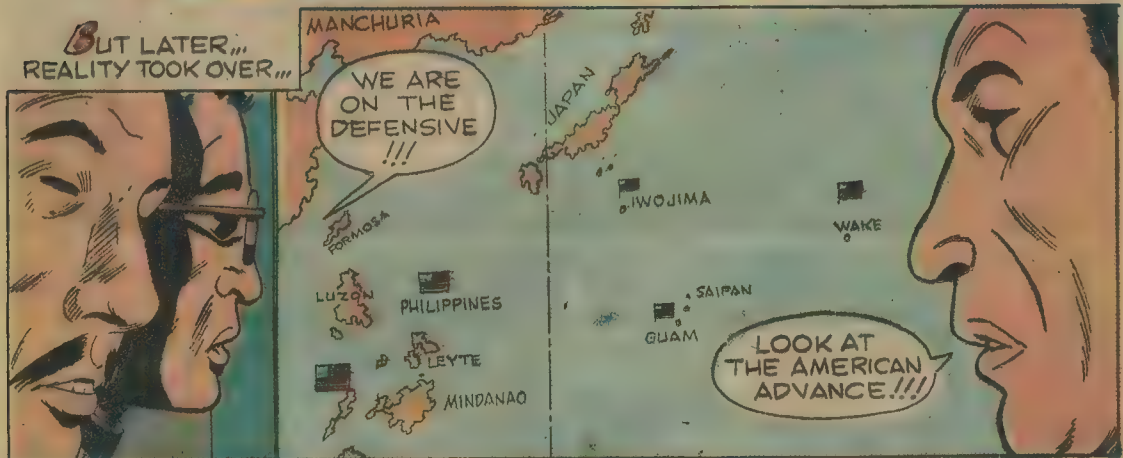 BUT LATER...
REALITY TOOK OVER...
MANCHURIA
WE ARE
ON THE
DEFENSIVE
!!!
JAPAN
IWOJIMA
WAKE
FORMOSA
LUZON
PHILIPPINES
SAIPAN
GUAM
LEYTE
MINDANAO
LOOK AT
THE AMERICAN
ADVANCE!!!